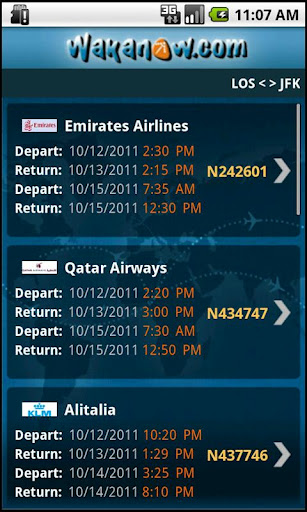 3G
11:07 AM
Wakanow.com
LOS < > JFK
Emirates
Emirates Airlines
Depart: 10/12/2011 2:30 PM
Return: 10/13/2011 2:15 PM
N242601
Depart: 10/15/2011 7:35 AM
Return: 10/15/2011 12:30 PM
Qatar Airways
Depart: 10/12/2011 2:20 PM
Return: 10/13/2011 3:00 PM
N434747
Depart: 10/15/2011 7:30 AM
Return: 10/15/2011 12:50 PM
KLM
Alitalia
Depart: 10/12/2011 10:20 PM
Return: 10/13/2011 1:29 PM
N437746
Depart: 10/14/2011 3:25 PM
Return: 10/14/2011 8:10 PM